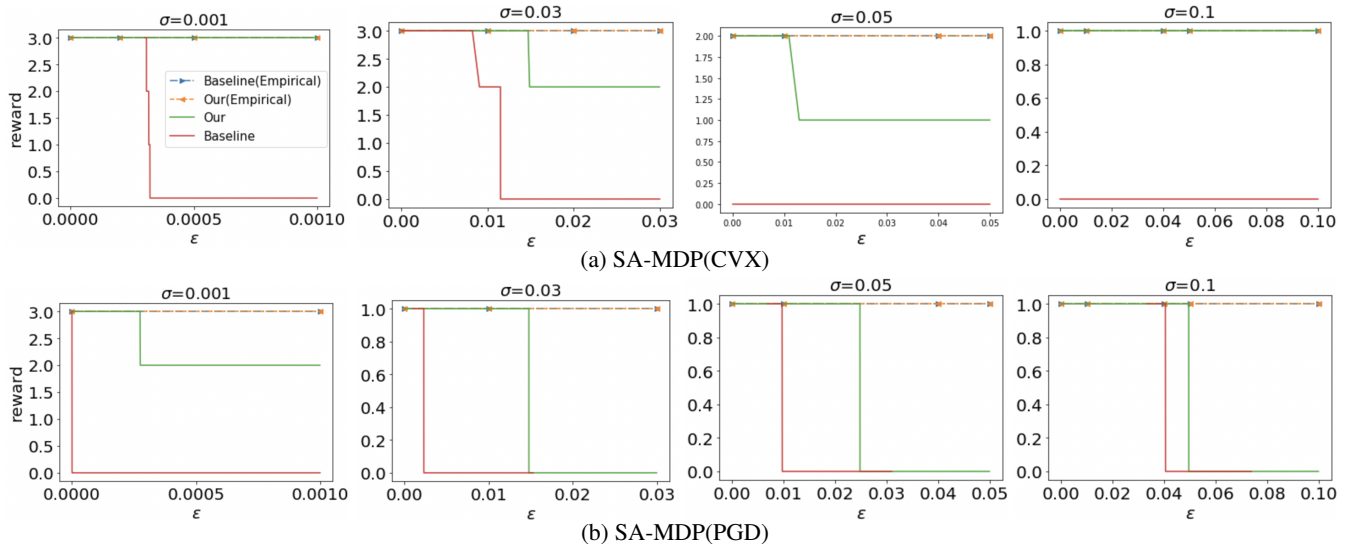 σ=0.001 σ=0.03 σ=0.05 σ=0.1
reward
3.0
2.5
2.0
1.5
1.0
0.5
0.0
0.0000 0.0005 0.0010
ε
Baseline(Empirical)
Our(Empirical)
Our
Baseline
3.0
2.5
2.0
1.5
1.0
0.5
0.0
0.00 0.01 0.02 0.03
ε
2.00
1.75
1.50
1.25
1.00
0.75
0.50
0.25
0.00
0.00 0.01 0.02 0.03 0.04 0.05
ε
1.0
0.8
0.6
0.4
0.2
0.0
0.00 0.02 0.04 0.06 0.08 0.10
ε
(a) SA-MDP(CVX)
σ=0.001 σ=0.03 σ=0.05 σ=0.1
reward
3.0
2.5
2.0
1.5
1.0
0.5
0.0
0.0000 0.0005 0.0010
ε
1.0
0.8
0.6
0.4
0.2
0.0
0.00 0.01 0.02 0.03
ε
1.0
0.8
0.6
0.4
0.2
0.0
0.00 0.01 0.02 0.03 0.04 0.05
ε
1.0
0.8
0.6
0.4
0.2
0.0
0.00 0.02 0.04 0.06 0.08 0.10
ε
(b) SA-MDP(PGD)